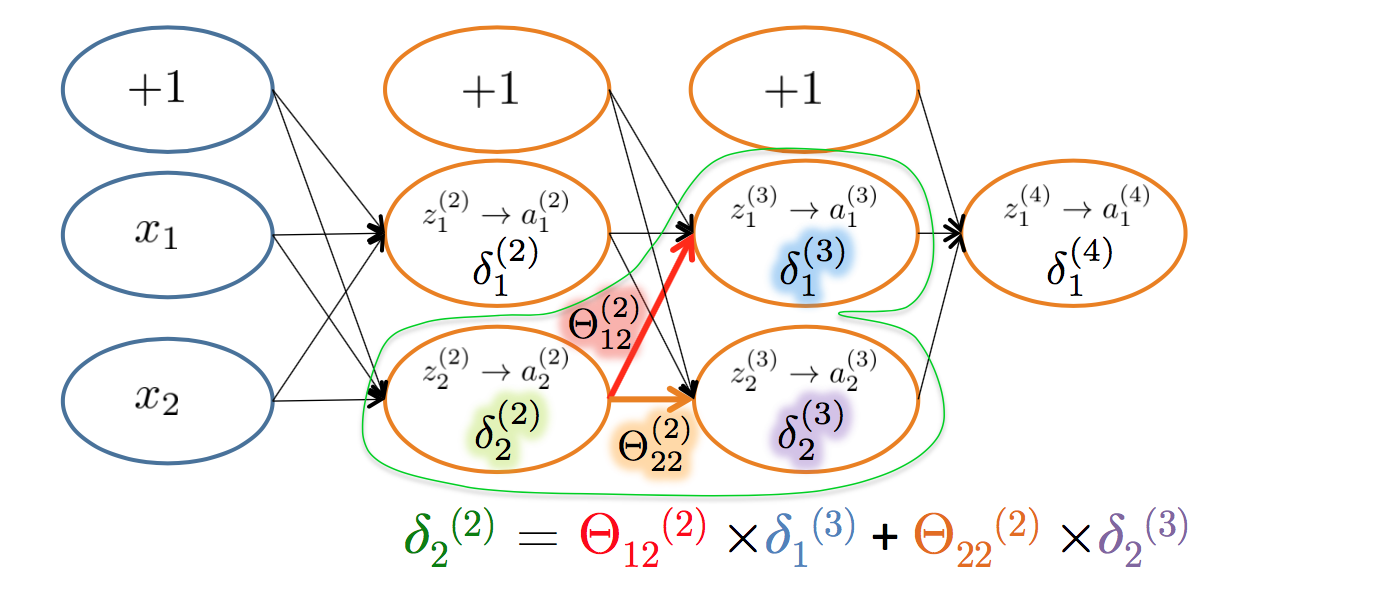 +1 +1 +1
x₁ z₁⁽²⁾ → a₁⁽²⁾ z₁⁽³⁾ → a₁⁽³⁾ z₁⁽⁴⁾ → a₁⁽⁴⁾
δ₁⁽²⁾ δ₁⁽³⁾ δ₁⁽⁴⁾
Θ₁₂⁽²⁾
x₂ z₂⁽²⁾ → a₂⁽²⁾ z₂⁽³⁾ → a₂⁽³⁾
δ₂⁽²⁾ Θ₂₂⁽²⁾ δ₂⁽³⁾
δ₂⁽²⁾ = Θ₁₂⁽²⁾ ×δ₁⁽³⁾ + Θ₂₂⁽²⁾ ×δ₂⁽³⁾